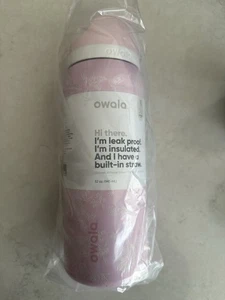 owala
Hi there,
I'm leak proof.
I'm insulated.
And I have a
built-in straw.
owala